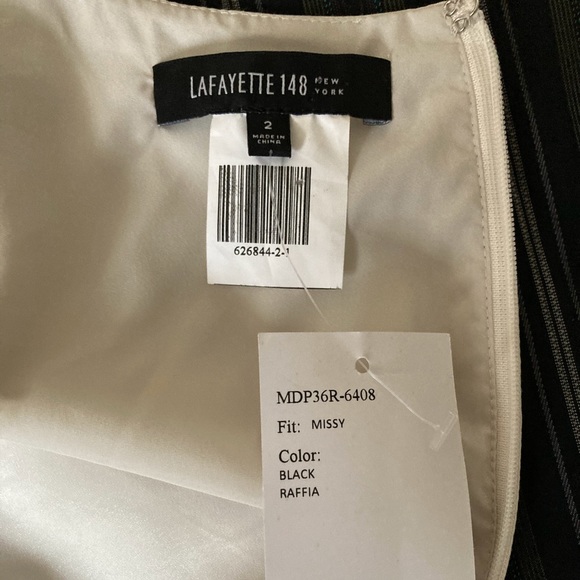 LAFAYETTE 148 NEW YORK
2
MADE IN
CHINA
626844-2-1
MDP36R-6408
Fit: MISSY
Color:
BLACK
RAFFIA